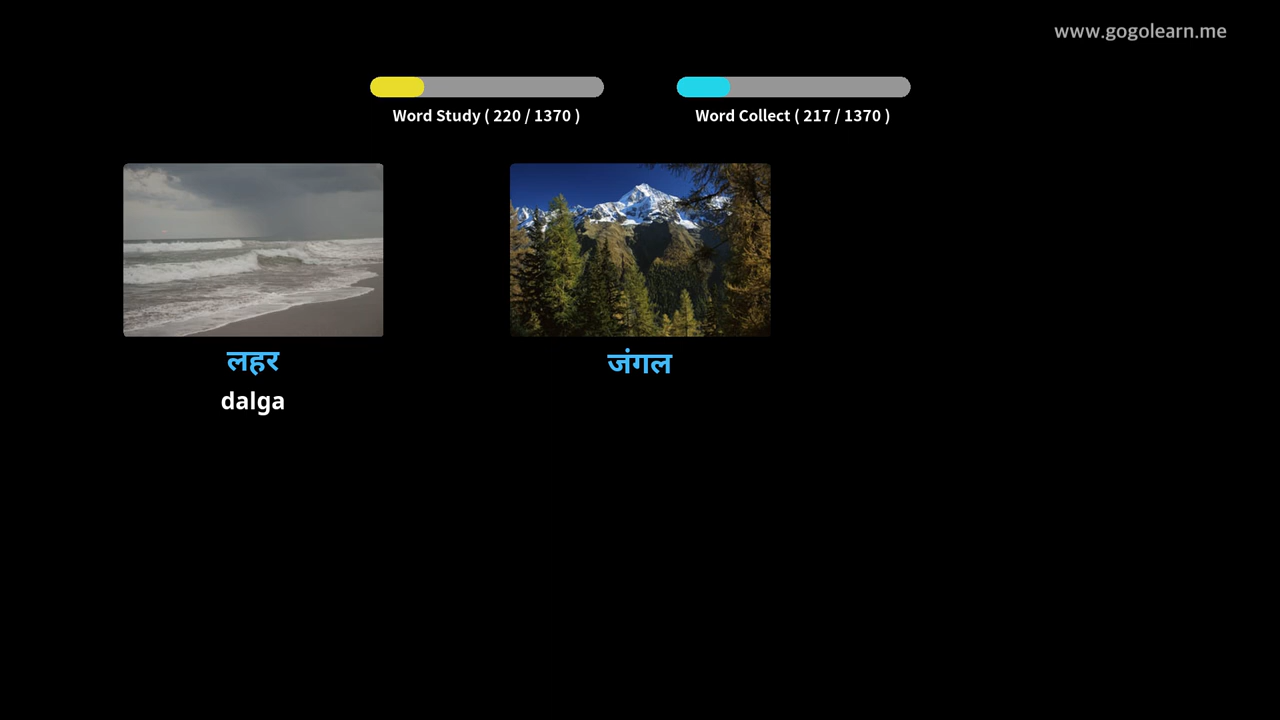 www.gogolearn.me
Word Study ( 220 / 1370 )
Word Collect ( 217 / 1370 )
लहर
जंगल
dalga